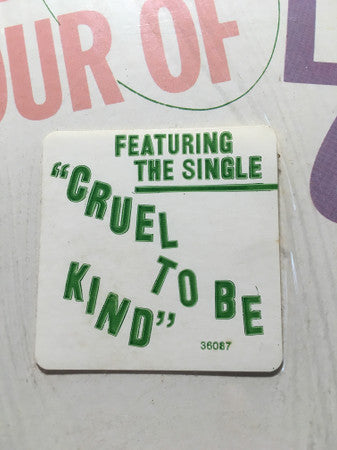 OUR OF
FEATURING
THE SINGLE
“CRUEL
TO BE
KIND”
36087